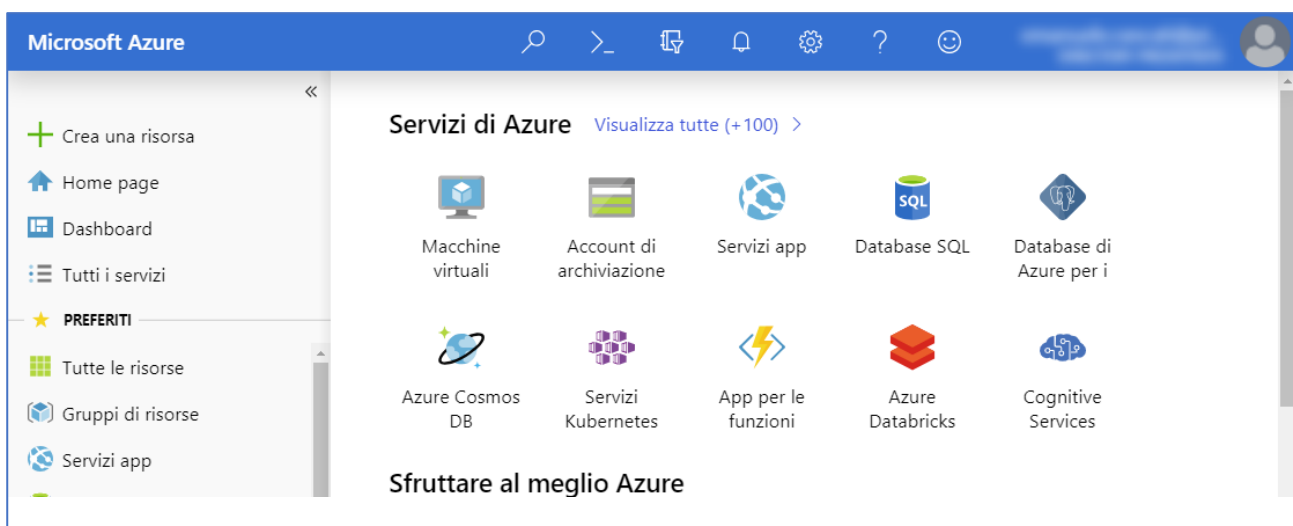 Microsoft Azure
Crea una risorsa
Home page
Dashboard
Tutti i servizi
PREFERITI
Tutte le risorse
Gruppi di risorse
Servizi app
Servizi di Azure Visualizza tutte (+100) >
Macchine
virtuali
Account di
archiviazione
Servizi app
SQL
Database SQL
Database di
Azure per i
Azure Cosmos
DB
Servizi
Kubernetes
App per le
funzioni
Azure
Databricks
Cognitive
Services
Sfruttare al meglio Azure